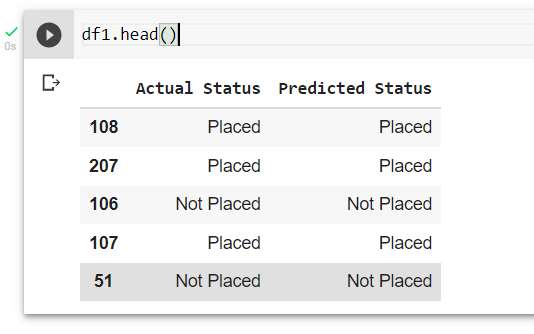 df1.head()
0s
Actual Status Predicted Status
108 Placed Placed
207 Placed Placed
106 Not Placed Not Placed
107 Placed Placed
51 Not Placed Not Placed